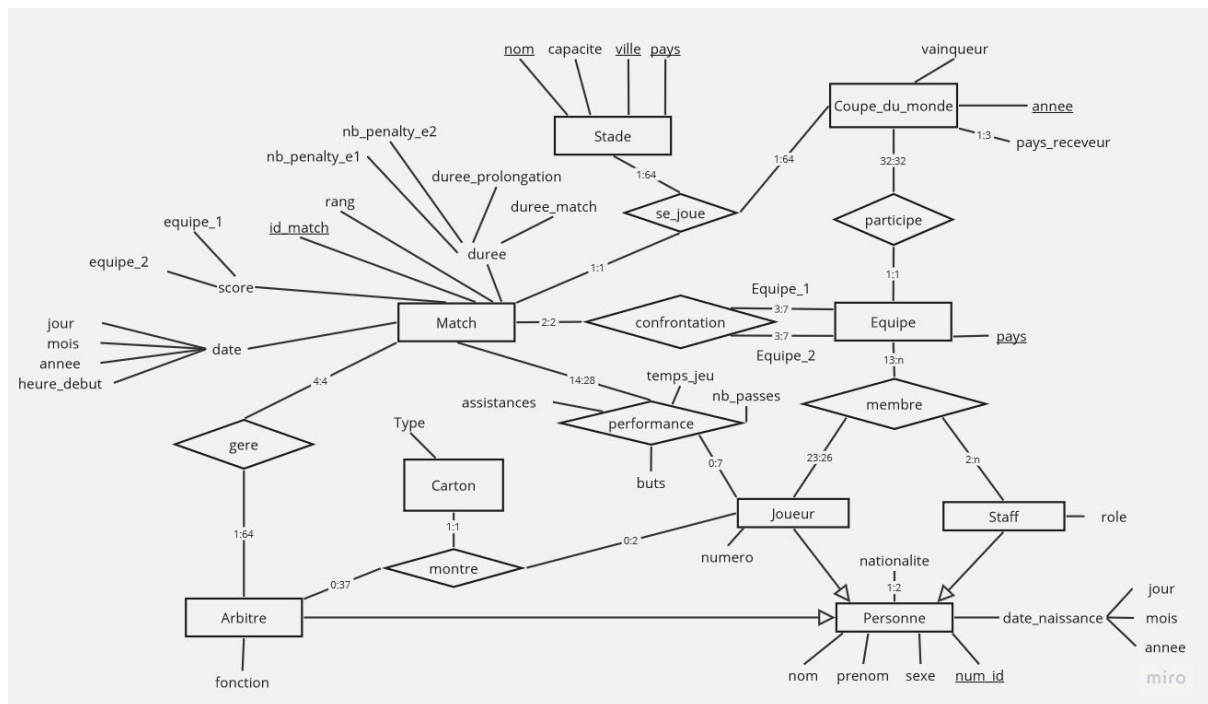 nom capacite ville pays
vainqueur
Coupe_du_monde
annee
1:3
pays_receveur
Stade
nb_penalty_e2
nb_penalty_e1
duree_prolongation
1:64
1:64
32:32
rang
duree_match
se_joue
participe
equipe_1
id_match
duree
equipe_2
score
1:1
1:1
Equipe_1
3:7
Match
2:2
confrontation
Equipe
jour
mois
annee
heure_debut
date
3:7
pays
Equipe_2
13:n
4:4
14:28
temps_jeu
nb_passes
assistances
membre
Type
performance
gere
23:26
2:n
0:7
Carton
buts
Joueur
Staff
role
1:1
1:64
0:2
numero
montre
nationalite
0:37
1:2
jour
Arbitre
Personne
date_naissance
mois
annee
fonction
nom prenom sexe num_id
miro